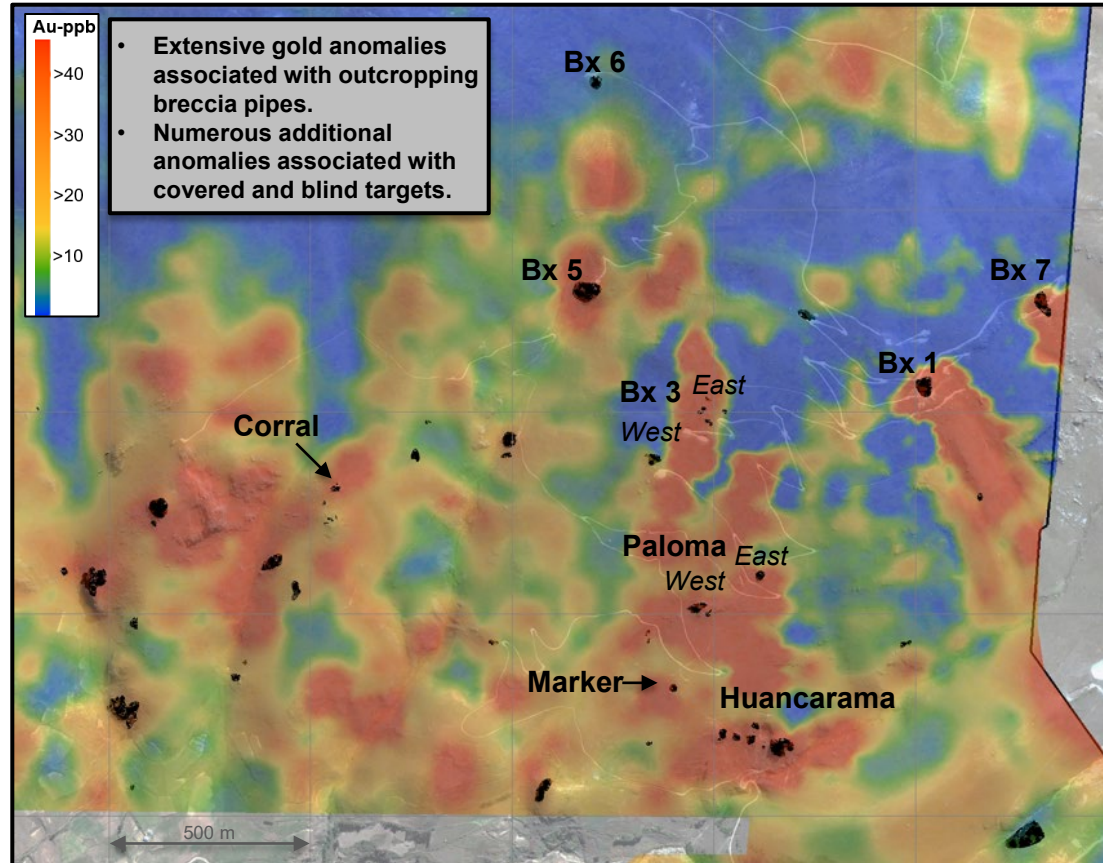 Au-ppb
>40
>30
>20
>10
• Extensive gold anomalies
associated with outcropping
breccia pipes.
• Numerous additional
anomalies associated with
covered and blind targets.
Bx 6
Bx 5
Bx 7
Bx 1
Bx 3 East
West
Corral
Paloma East
West
Marker
Huancarama
500 m